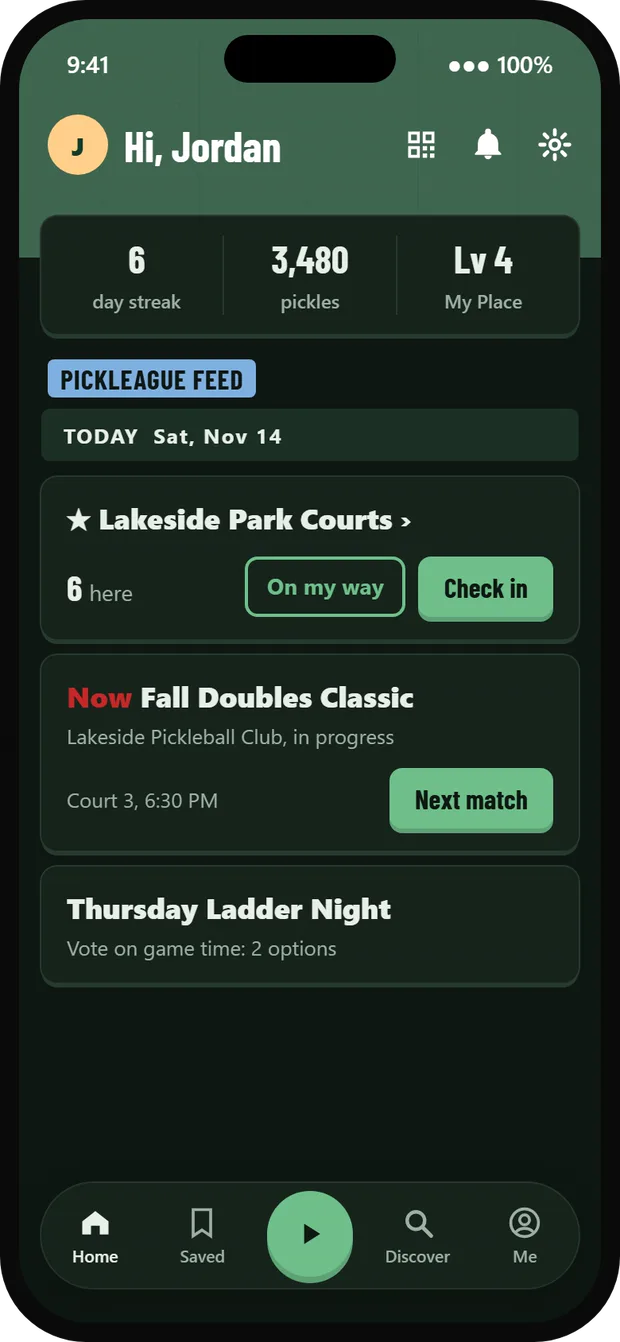 9:41 ●●● 100%
J Hi, Jordan
6 3,480 Lv 4
day streak pickles My Place
PICKLEAGUE FEED
TODAY Sat, Nov 14
★ Lakeside Park Courts ›
6 here On my way Check in
Now Fall Doubles Classic
Lakeside Pickleball Club, in progress
Court 3, 6:30 PM Next match
Thursday Ladder Night
Vote on game time: 2 options
Home Saved Discover Me